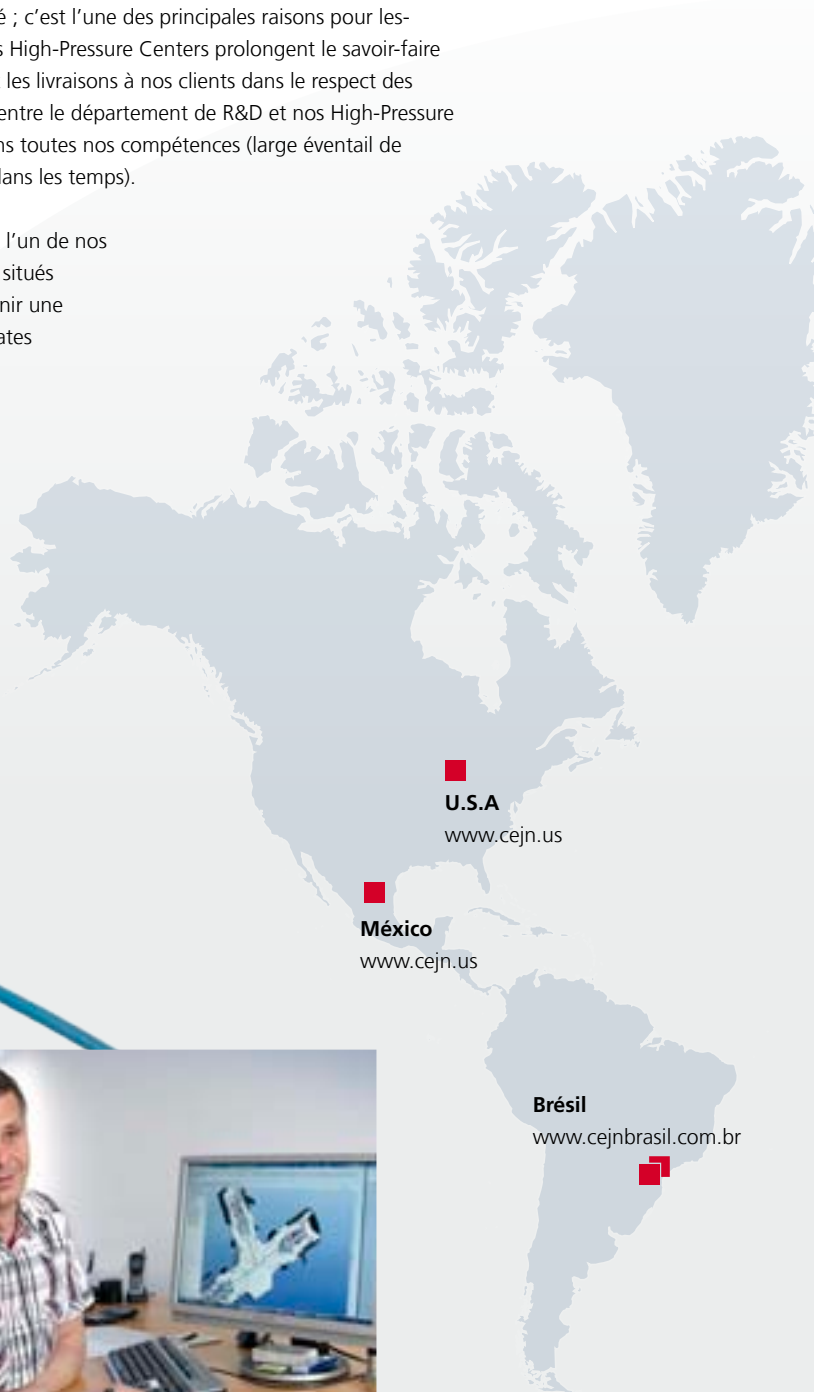 é ; c’est l’une des principales raisons pour les-
s High-Pressure Centers prolongent le savoir-faire
les livraisons à nos clients dans le respect des
entre le département de R&D et nos High-Pressure
ns toutes nos compétences (large éventail de
dans les temps).
l’un de nos
situés
nir une
ates
U.S.A
www.cejn.us
México
www.cejn.us
Brésil
www.cejnbrasil.com.br